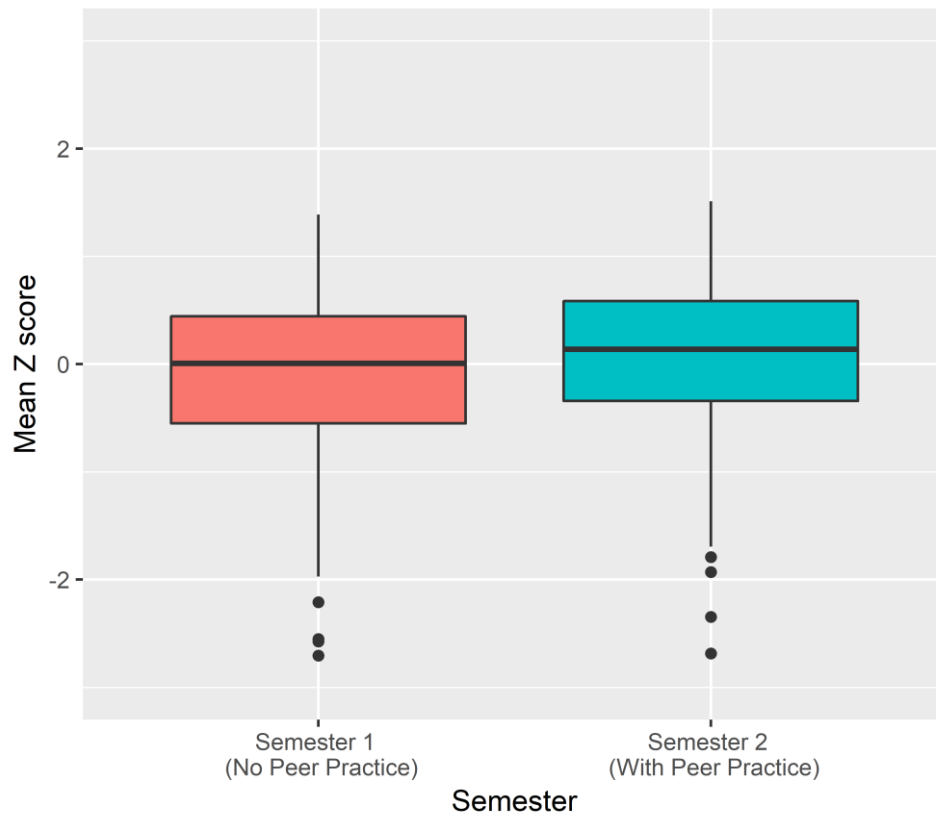 Mean Z score
2
0
-2
Semester 1
(No Peer Practice)
Semester 2
(With Peer Practice)
Semester